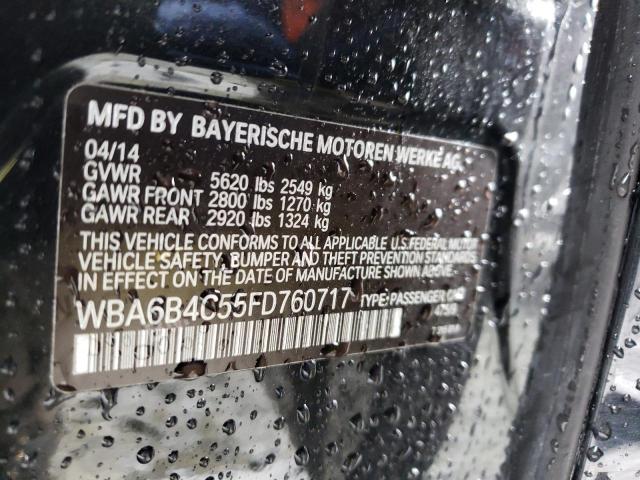 MFD BY BAYERISCHE MOTOREN WERKE AG.
04/14
GVWR 5620 lbs 2549 kg
GAWR FRONT 2800 lbs 1270 kg
GAWR REAR 2920 lbs 1324 kg
THIS VEHICLE CONFORMS TO ALL APPLICABLE U.S. FEDERAL MOTOR
VEHICLE SAFETY, BUMPER AND THEFT PREVENTION STANDARDS
IN EFFECT ON THE DATE OF MANUFACTURE SHOWN ABOVE.
WBA6B4C55FD760717 TYPE: PASSENGER CAR